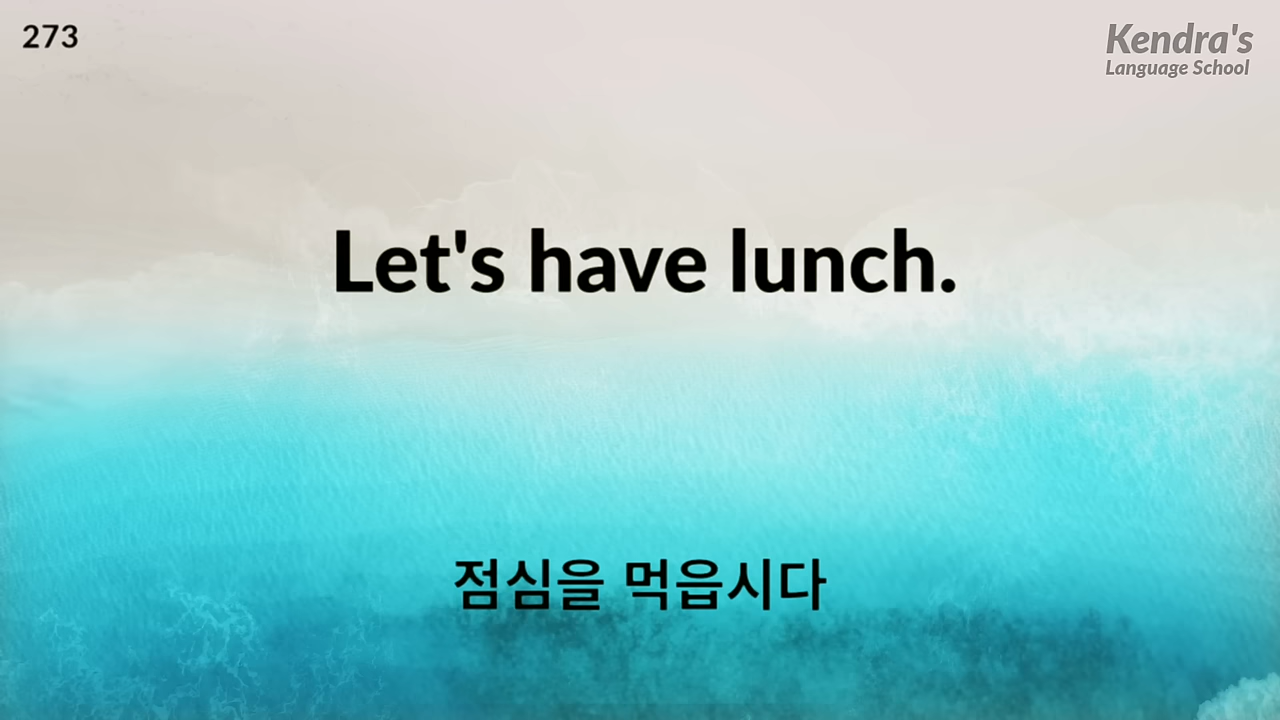 273
Kendra's
Language School
Let's have lunch.
점심을 먹읍시다